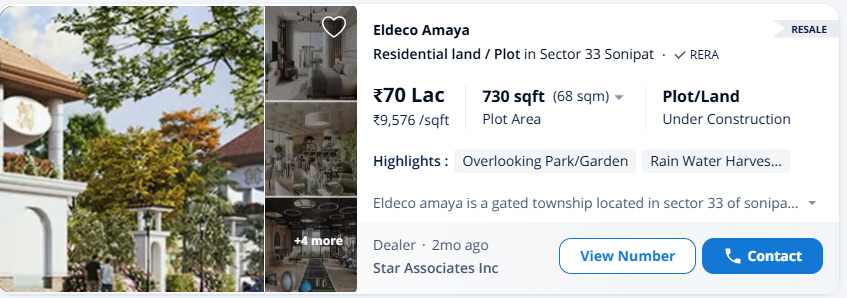 Eldeco Amaya
RESALE
Residential land / Plot in Sector 33 Sonipat · RERA
₹70 Lac
₹9,576 /sqft
730 sqft (68 sqm)
Plot Area
Plot/Land
Under Construction
Highlights : Overlooking Park/Garden Rain Water Harves...
Eldeco amaya is a gated township located in sector 33 of sonipa...
+4 more
Dealer · 2mo ago
Star Associates Inc
View Number
Contact